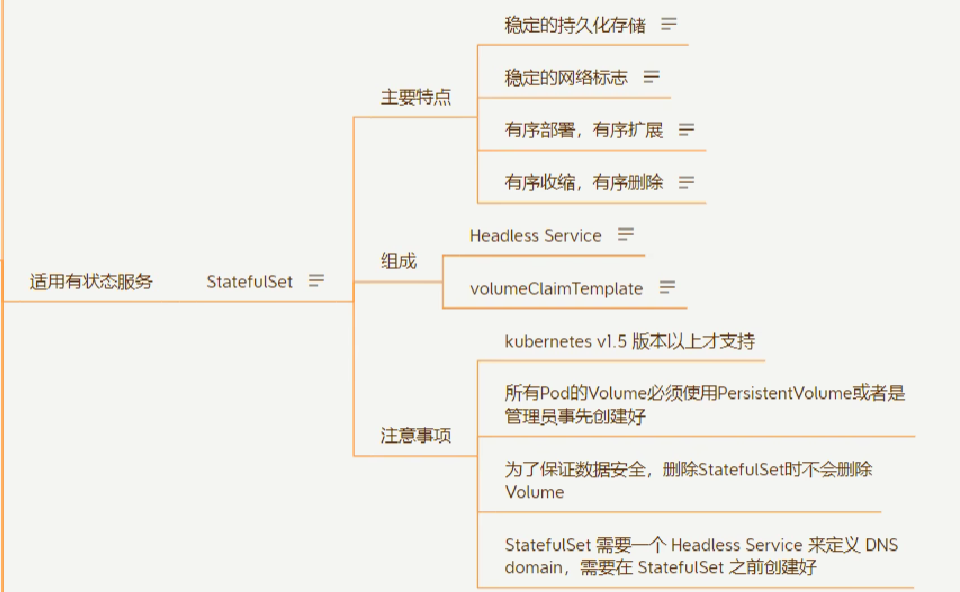 适用有状态服务
StatefulSet
主要特点
稳定的持久化存储
稳定的网络标志
有序部署，有序扩展
有序收缩，有序删除
组成
Headless Service
volumeClaimTemplate
注意事项
kubernetes v1.5 版本以上才支持
所有Pod的Volume必须使用PersistentVolume或者是
管理员事先创建好
为了保证数据安全，删除StatefulSet时不会删除
Volume
StatefulSet 需要一个 Headless Service 来定义 DNS
domain，需要在 StatefulSet 之前创建好